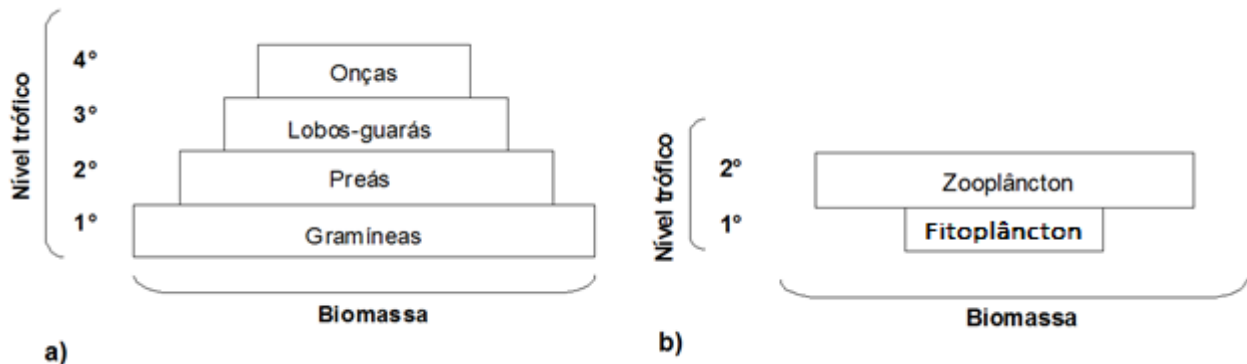 Nível trófico
4°
Onças
3°
Lobos-guarás
2°
Preás
1°
Gramíneas
Biomassa
a)
Nível trófico
2°
Zooplâncton
1°
Fitoplâncton
Biomassa
b)